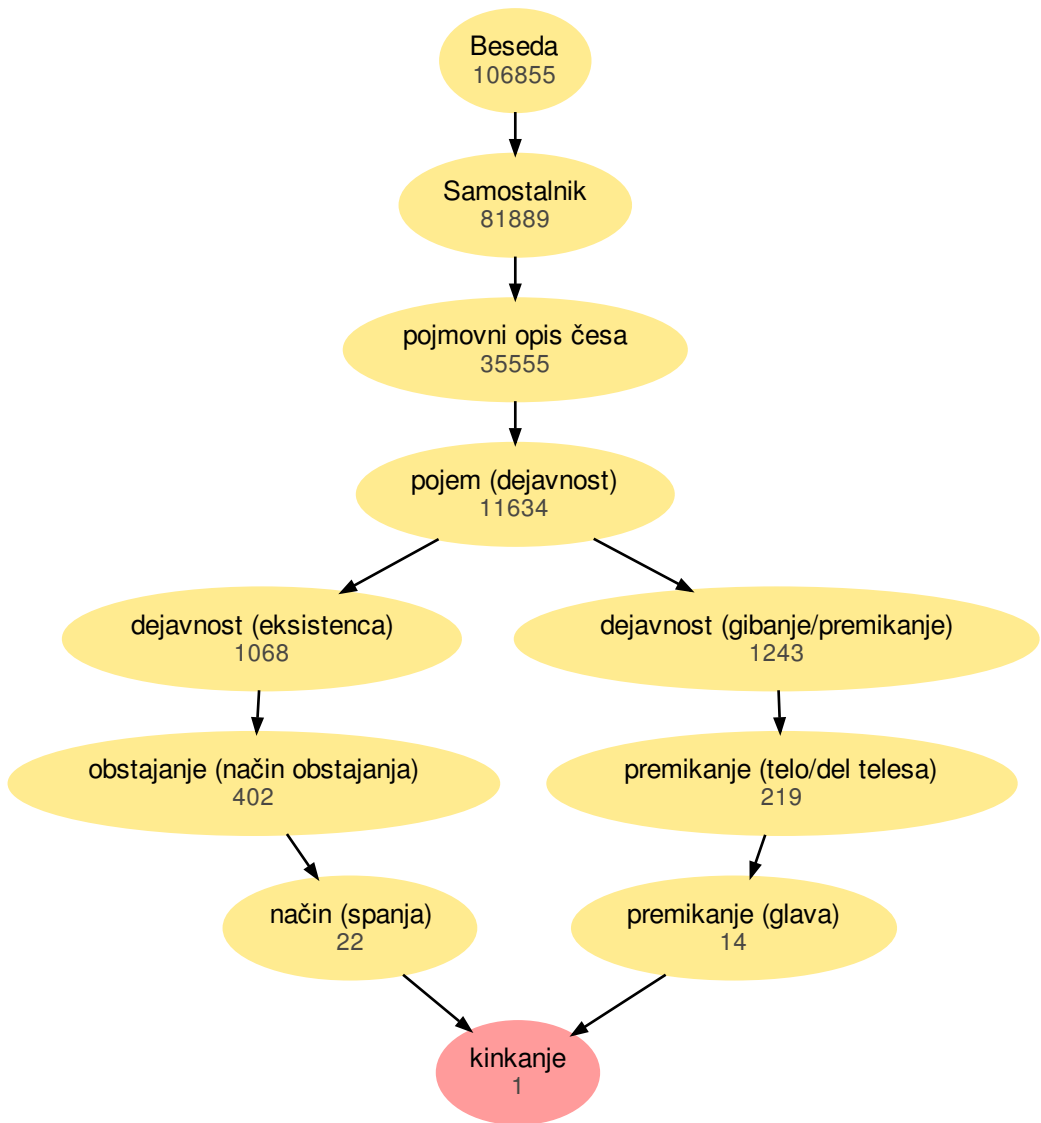 Beseda
106855
Samostalnik
81889
pojmovni opis česa
35555
pojem (dejavnost)
11634
dejavnost (eksistenca)
1068
dejavnost (gibanje/premikanje)
1243
obstajanje (način obstajanja)
402
premikanje (telo/del telesa)
219
način (spanja)
22
premikanje (glava)
14
kinkanje
1